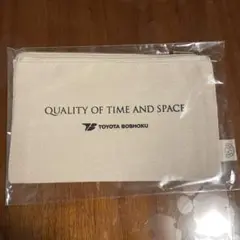 QUALITY OF TIME AND SPACE
TOYOTA BOSHOKU